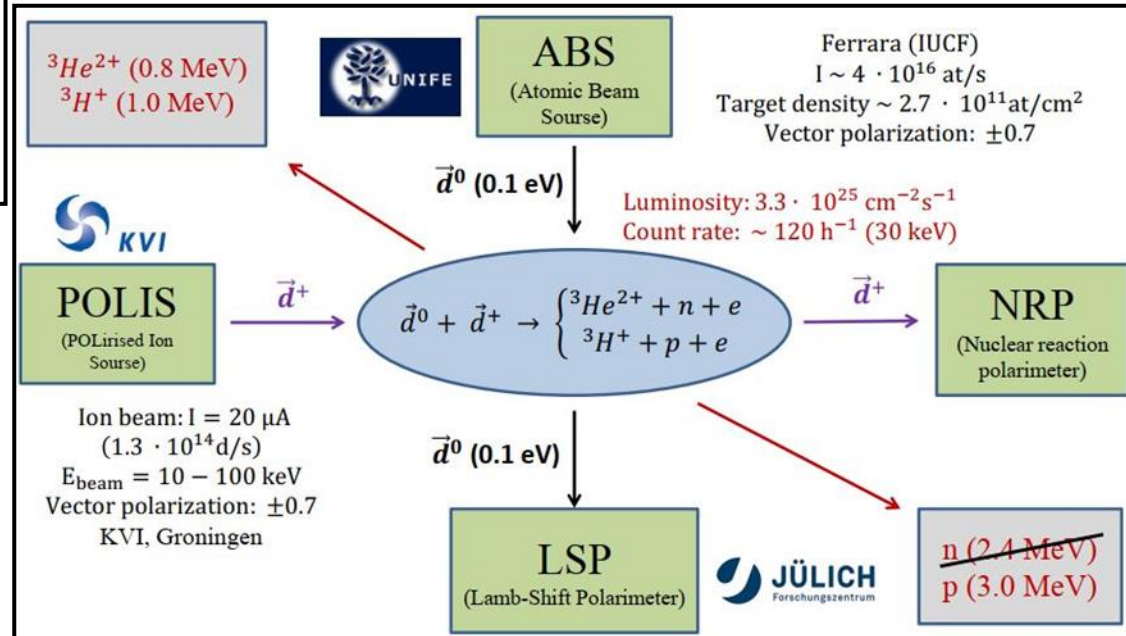 ³He²⁺ (0.8 MeV)
³H⁺ (1.0 MeV)
UNIFE
ABS
(Atomic Beam
Sourse)
Ferrara (IUCF)
I ~ 4 · 10¹⁶ at/s
Target density ~ 2.7 · 10¹¹at/cm²
Vector polarization: ±0.7
d⃗⁰ (0.1 eV)
Luminosity: 3.3 · 10²⁵ cm⁻²s⁻¹
Count rate: ~ 120 h⁻¹ (30 keV)
KVI
POLIS
(POLirised Ion
Sourse)
d⃗⁺
d⃗⁰ + d⃗⁺ → { ³He²⁺ + n + e
³H⁺ + p + e
d⃗⁺
NRP
(Nuclear reaction
polarimeter)
Ion beam: I = 20 μA
(1.3 · 10¹⁴d/s)
E_beam = 10 − 100 keV
Vector polarization: ±0.7
KVI, Groningen
d⃗⁰ (0.1 eV)
LSP
(Lamb-Shift Polarimeter)
JÜLICH
Forschungszentrum
n (2.4 MeV)
p (3.0 MeV)